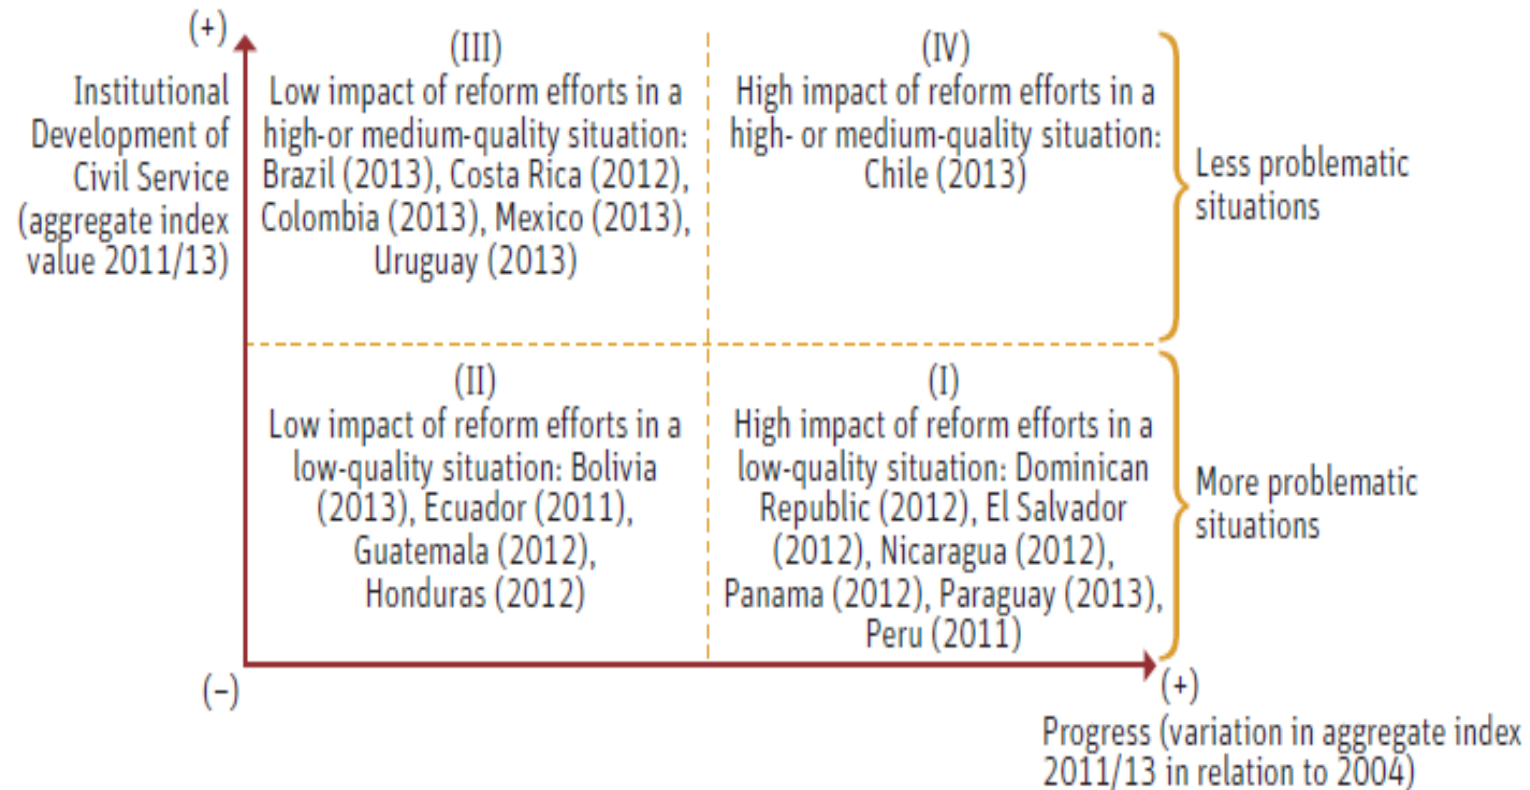 (+)
Institutional
Development of
Civil Service
(aggregate index
value 2011/13)
(III)
Low impact of reform efforts in a
high-or medium-quality situation:
Brazil (2013), Costa Rica (2012),
Colombia (2013), Mexico (2013),
Uruguay (2013)
(IV)
High impact of reform efforts in a
high- or medium-quality situation:
Chile (2013)
Less problematic
situations
(II)
Low impact of reform efforts in a
low-quality situation: Bolivia
(2013), Ecuador (2011),
Guatemala (2012),
Honduras (2012)
(I)
High impact of reform efforts in a
low-quality situation: Dominican
Republic (2012), El Salvador
(2012), Nicaragua (2012),
Panama (2012), Paraguay (2013),
Peru (2011)
More problematic
situations
(–)
(+)
Progress (variation in aggregate index
2011/13 in relation to 2004)